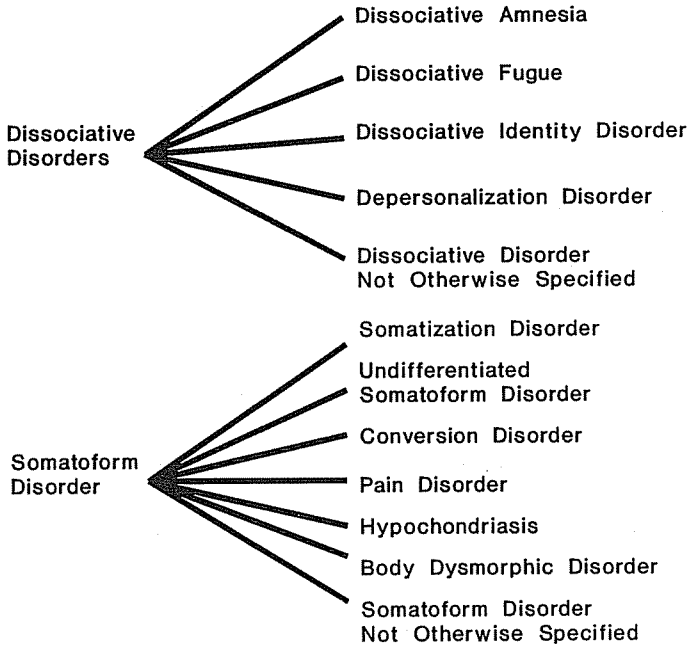 Dissociative Amnesia
Dissociative Fugue
Dissociative
Disorders
Dissociative Identity Disorder
Depersonalization Disorder
Dissociative Disorder
Not Otherwise Specified
Somatization Disorder
Undifferentiated
Somatoform Disorder
Conversion Disorder
Somatoform
Disorder
Pain Disorder
Hypochondriasis
Body Dysmorphic Disorder
Somatoform Disorder
Not Otherwise Specified